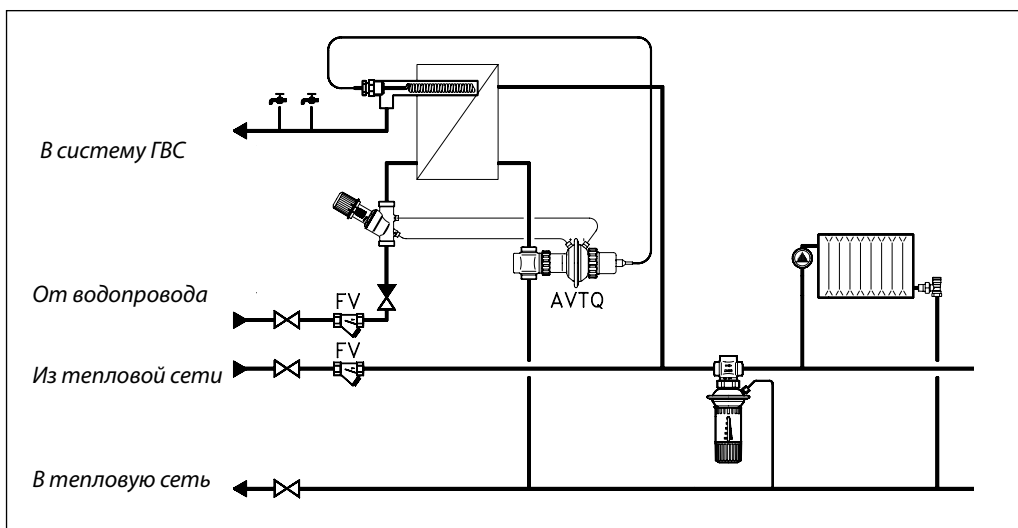 В систему ГВС
От водопровода
FV
AVTQ
FV
Из тепловой сети
В тепловую сеть